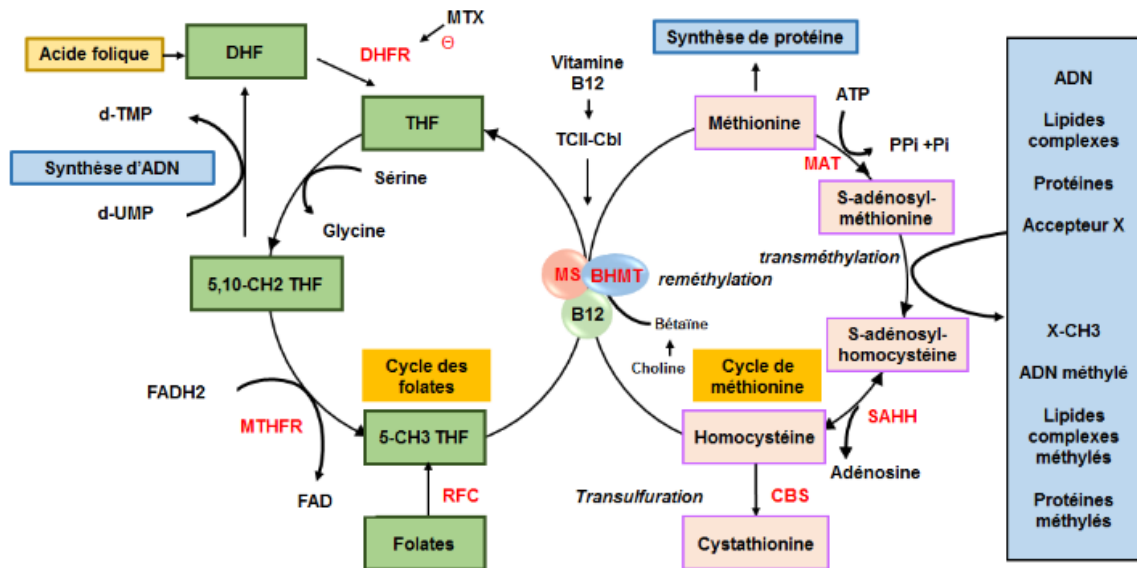 Acide folique
DHF
MTX
DHFR
Θ
THF
d-TMP
Synthèse d'ADN
d-UMP
Sérine
Glycine
5,10-CH2 THF
FADH2
MTHFR
FAD
Cycle des
folates
5-CH3 THF
RFC
Folates
Vitamine
B12
TCII-Cbl
MS
BHMT
B12
reméthylation
Bétaïne
Choline
Synthèse de protéine
Méthionine
ATP
PPi +Pi
MAT
S-adénosyl-
méthionine
transméthylation
S-adénosyl-
homocystéine
Cycle de
méthionine
SAHH
Adénosine
Homocystéine
Transulfuration
CBS
Cystathionine
ADN
Lipides
complexes
Protéines
Accepteur X
X-CH3
ADN méthylé
Lipides
complexes
méthylés
Protéines
méthylés